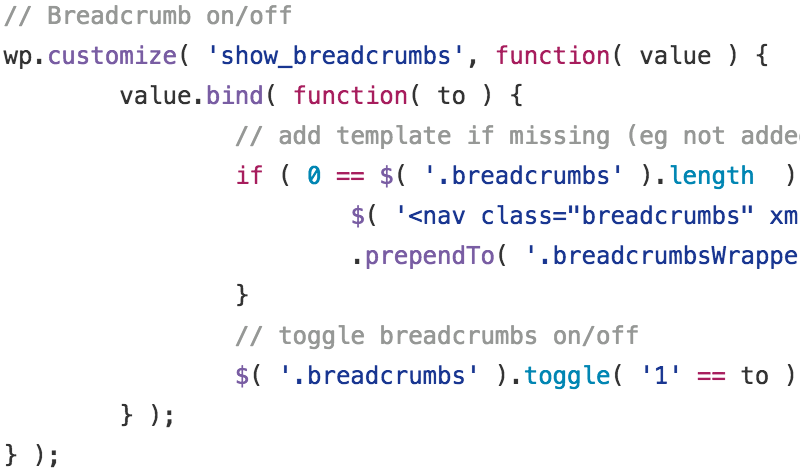 // Breadcrumb on/off
wp.customize( 'show_breadcrumbs', function( value ) {
value.bind( function( to ) {
// add template if missing (eg not added
if ( 0 == $( '.breadcrumbs' ).length )
$( '<nav class="breadcrumbs" xm
.prependTo( '.breadcrumbsWrappe
}
// toggle breadcrumbs on/off
$( '.breadcrumbs' ).toggle( '1' == to )
} );
} );